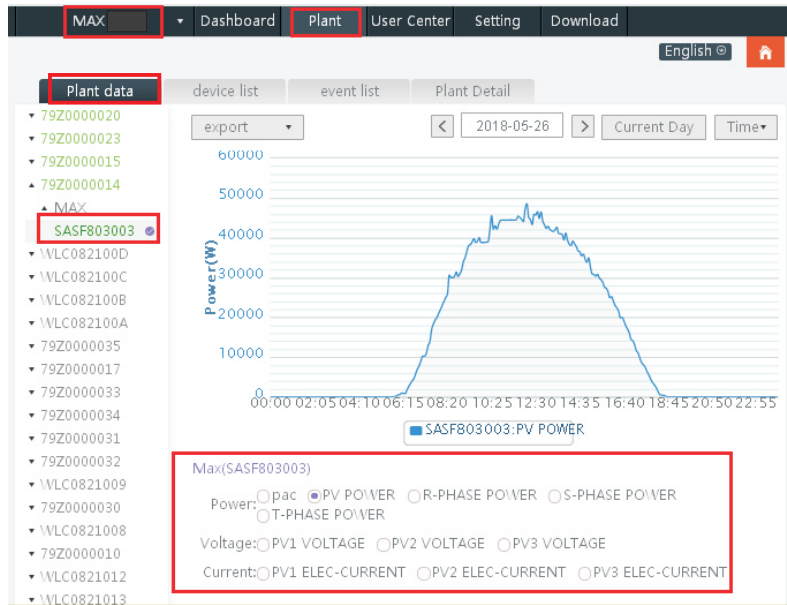 MAX Dashboard Plant User Center Setting Download
English
Plant data device list event list Plant Detail
79Z0000020
79Z0000023
79Z0000015
79Z0000014
MAX
SASF803003
WLC082100D
WLC082100C
WLC082100B
WLC082100A
79Z0000035
79Z0000017
79Z0000033
79Z0000034
79Z0000031
79Z0000032
WLC0821009
79Z0000030
WLC0821008
79Z0000010
WLC0821012
WLC0821013
export 2018-05-26 Current Day Time
60000
50000
40000
30000
20000
10000
0
Power(W)
00:00 02:05 04:10 06:15 08:20 10:25 12:30 14:35 16:40 18:45 20:50 22:55
SASF803003:PV POWER
Max(SASF803003)
Power: pac PV POWER R-PHASE POWER S-PHASE POWER
T-PHASE POWER
Voltage: PV1 VOLTAGE PV2 VOLTAGE PV3 VOLTAGE
Current: PV1 ELEC-CURRENT PV2 ELEC-CURRENT PV3 ELEC-CURRENT